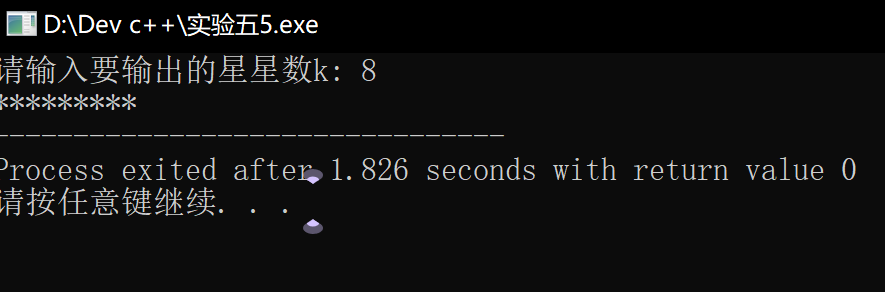 D:\Dev c++\实验五5.exe
请输入要输出的星星数k: 8
*********
--------------------------------
Process exited after 1.826 seconds with return value 0
请按任意键继续. . .